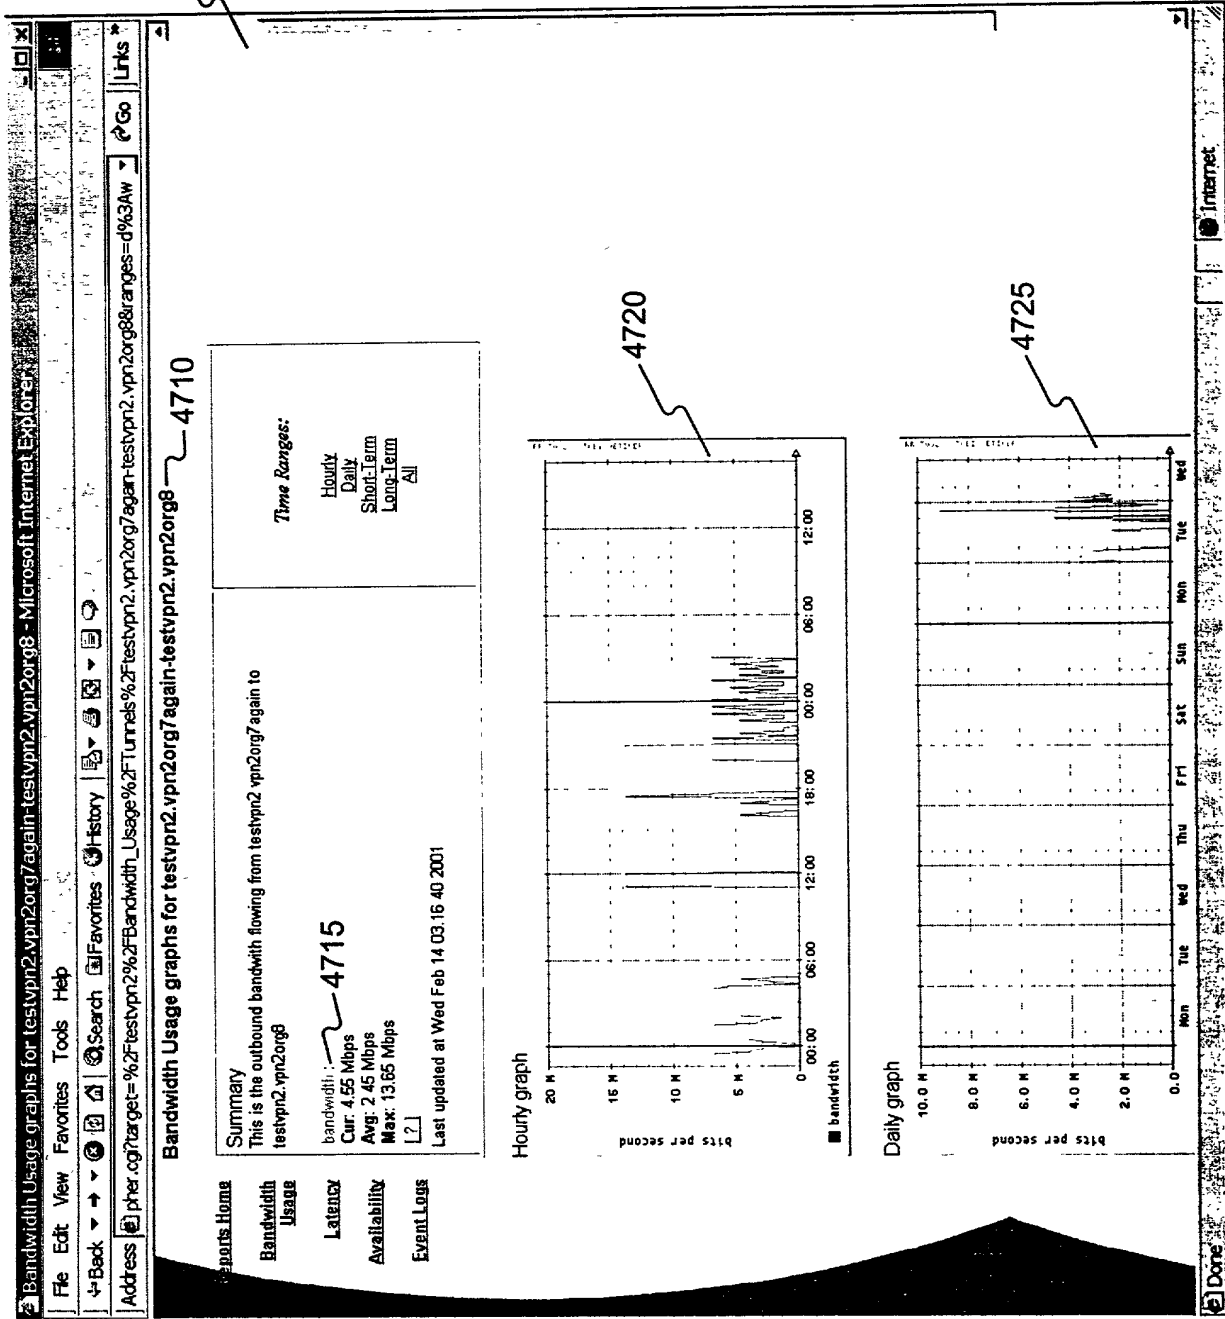 Bandwidth Usage graphs for testvpn2.vpn2org7again-testvpn2.vpn2org8 - Microsoft Internet Explorer
File Edit View Favorites Tools Help
Back Search Favorites History
Address pher.cgi?target=%2Ftestvpn2%2FBandwidth_Usage%2FTunnels%2Ftestvpn2.vpn2org7again-testvpn2.vpn2org8&ranges=d%3Aw Go Links »
Bandwidth Usage graphs for testvpn2.vpn2org7again-testvpn2.vpn2org8 4710
eports Home
Bandwidth
Usage
Latency
Availability
Event Logs
Summary
This is the outbound bandwith flowing from testvpn2 vpn2org7again to
testvpn2.vpn2org8
bandwidth : 4715
Cur: 4.55 Mbps
Avg: 2 45 Mbps
Max: 13.65 Mbps
[?]
Last updated at Wed Feb 14 03.16 40 2001
Time Ranges:
Hourly
Daily
Short-Term
Long-Term
All
Hourly graph
4720
bits per second
20 M
15 M
10 M
5 M
0
00:00 06:00 12:00 18:00 00:00 06:00 12:00
bandwidth
Daily graph
4725
bits per second
10.0 M
8.0 M
6.0 M
4.0 M
2.0 M
0.0
Mon Tue Wed Thu Fri Sat Sun Mon Tue Wed
Done Internet